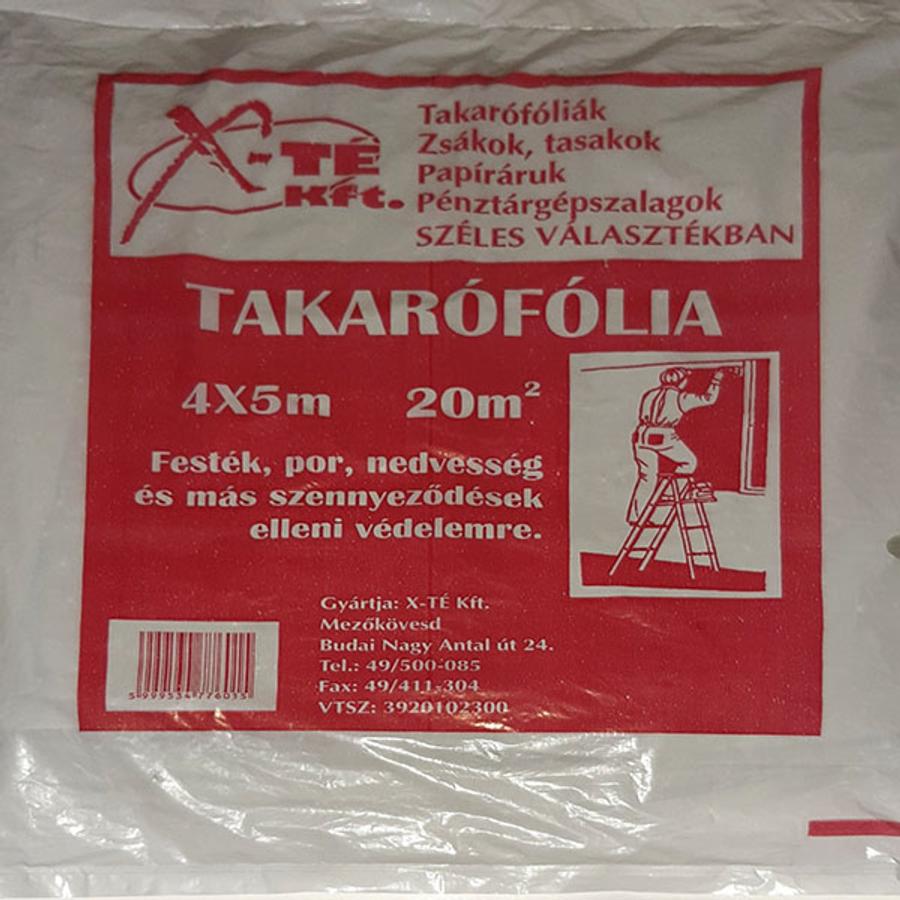 X-TÉ
Kft.
Takarófóliák
Zsákok, tasakok
Papíráruk
Pénztárgépszalagok
SZÉLES VÁLASZTÉKBAN
TAKARÓFÓLIA
4X5m 20m²
Festék, por, nedvesség
és más szennyeződések
elleni védelemre.
Gyártja: X-TÉ Kft.
Mezőkövesd
Budai Nagy Antal út 24.
Tel.: 49/500-085
Fax: 49/411-304
VTSZ: 3920102300